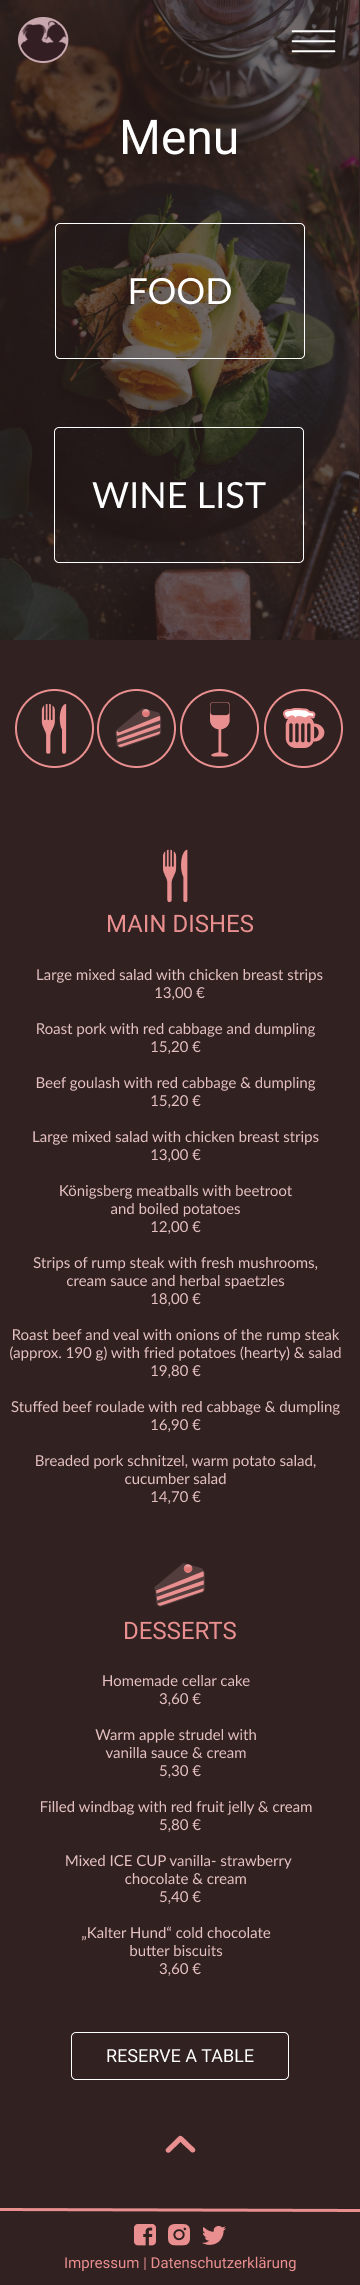 Menu
FOOD
WINE LIST
MAIN DISHES
Large mixed salad with chicken breast strips
13,00 €
Roast pork with red cabbage and dumpling
15,20 €
Beef goulash with red cabbage & dumpling
15,20 €
Large mixed salad with chicken breast strips
13,00 €
Königsberg meatballs with beetroot
and boiled potatoes
12,00 €
Strips of rump steak with fresh mushrooms,
cream sauce and herbal spaetzles
18,00 €
Roast beef and veal with onions of the rump steak
(approx. 190 g) with fried potatoes (hearty) & salad
19,80 €
Stuffed beef roulade with red cabbage & dumpling
16,90 €
Breaded pork schnitzel, warm potato salad,
cucumber salad
14,70 €
DESSERTS
Homemade cellar cake
3,60 €
Warm apple strudel with
vanilla sauce & cream
5,30 €
Filled windbag with red fruit jelly & cream
5,80 €
Mixed ICE CUP vanilla- strawberry
chocolate & cream
5,40 €
„Kalter Hund“ cold chocolate
butter biscuits
3,60 €
RESERVE A TABLE
Impressum | Datenschutzerklärung